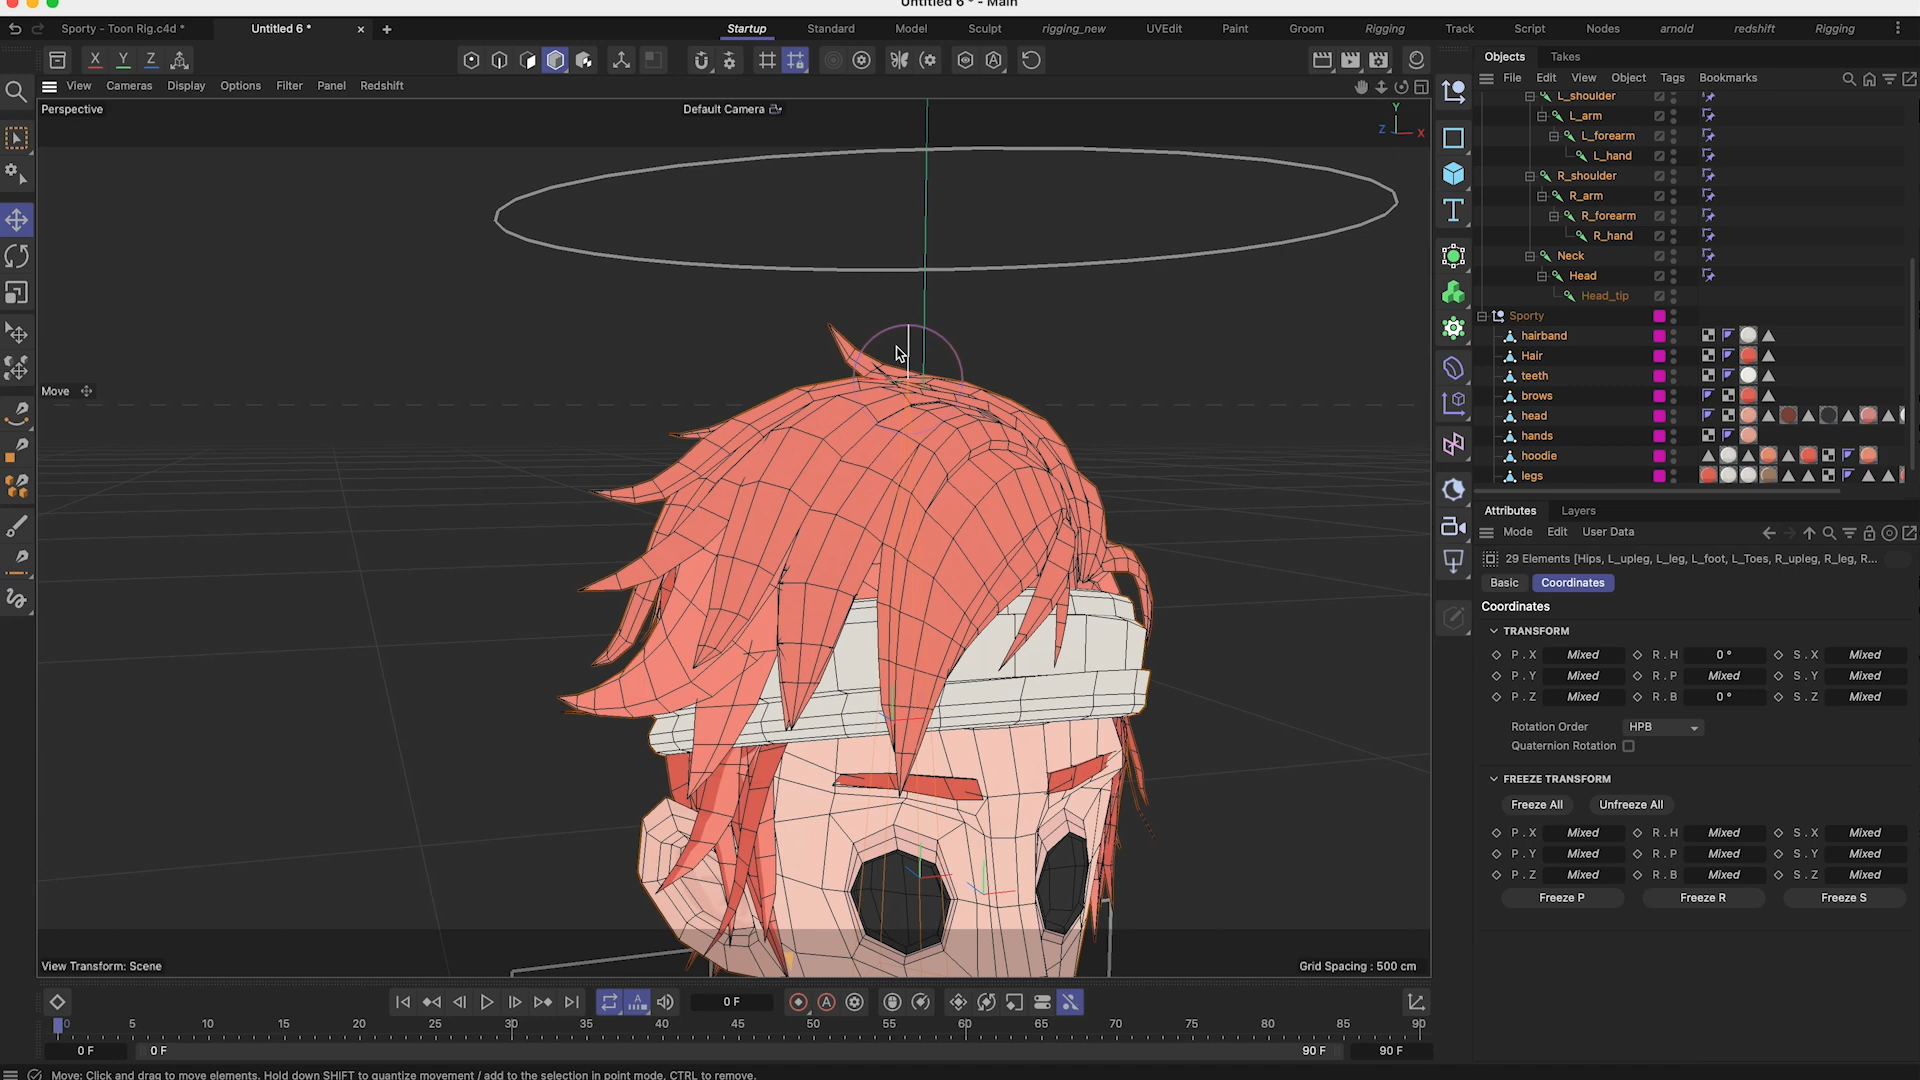 Untitled 6 * - Main
Sporty - Toon Rig.c4d *
Untitled 6 *
Startup
Standard
Model
Sculpt
rigging_new
UVEdit
Paint
Groom
Rigging
Track
Script
Nodes
arnold
redshift
Rigging
X Y Z
Objects Takes
File Edit View Object Tags Bookmarks
View Cameras Display Options Filter Panel Redshift
Perspective
Default Camera
Y
Z X
Move
View Transform: Scene
Grid Spacing : 500 cm
L_shoulder
L_arm
L_forearm
L_hand
R_shoulder
R_arm
R_forearm
R_hand
Neck
Head
Head_tip
Sporty
hairband
Hair
teeth
brows
head
hands
hoodie
legs
Attributes Layers
Mode Edit User Data
29 Elements [Hips, L_upleg, L_leg, L_foot, L_Toes, R_upleg, R_leg, R...
Basic Coordinates
Coordinates
TRANSFORM
P . X Mixed R . H 0 ° S . X Mixed
P . Y Mixed R . P Mixed S . Y Mixed
P . Z Mixed R . B 0 ° S . Z Mixed
Rotation Order HPB
Quaternion Rotation
FREEZE TRANSFORM
Freeze All Unfreeze All
P . X Mixed R . H Mixed S . X Mixed
P . Y Mixed R . P Mixed S . Y Mixed
P . Z Mixed R . B Mixed S . Z Mixed
Freeze P Freeze R Freeze S
0 F
0 5 10 15 20 25 30 35 40 45 50 55 60 65 70 75 80 85 90
0 F 0 F 90 F 90 F
Move: Click and drag to move elements. Hold down SHIFT to quantize movement / add to the selection in point mode, CTRL to remove.